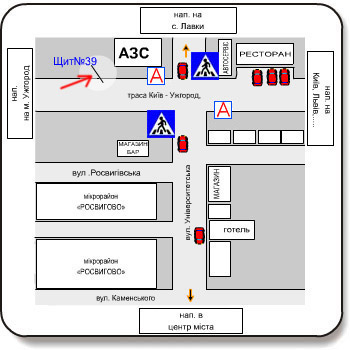 нап. на
с. Лавки
Щит№39
АЗС
АВТОСЕРВІС
РЕСТОРАН
А
нап.
на м. Ужгород
нап. на
Київ, Львів.....
траса Київ - Ужгород,
А
МАГАЗИН
БАР
вул .Росвигівська
МАГАЗИН
мікрорайон
«РОСВИГОВО»
вул. Університетська
готель
мікрорайон
«РОСВИГОВО»
вул. Каменського
нап. в
центр міста